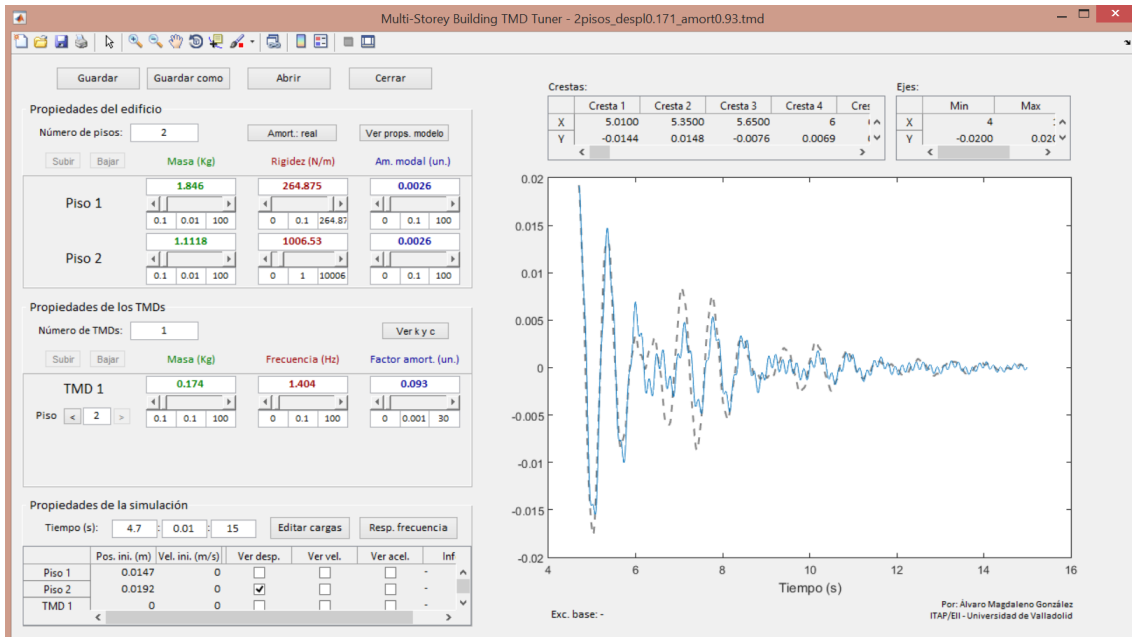 Multi-Storey Building TMD Tuner - 2pisos_despl0.171_amort0.93.tmd
Guardar Guardar como Abrir Cerrar
Propiedades del edificio
Número de pisos: 2 Amort.: real Ver props. modelo
Subir Bajar Masa (Kg) Rigidez (N/m) Am. modal (un.)
1.846 264.875 0.0026
Piso 1
0.1 0.01 100 0 0.1 264.87 0 0.1 100
1.1118 1006.53 0.0026
Piso 2
0.1 0.01 100 0 1 10006 0 0.1 100
Propiedades de los TMDs
Número de TMDs: 1 Ver k y c
Subir Bajar Masa (Kg) Frecuencia (Hz) Factor amort. (un.)
0.174 1.404 0.093
TMD 1
Piso < 2 > 0.1 0.1 100 0 0.1 100 0 0.001 30
Propiedades de la simulación
Tiempo (s): 4.7 : 0.01 : 15 Editar cargas Resp. frecuencia
Pos. ini. (m) Vel. ini. (m/s) Ver desp. Ver vel. Ver acel. Inf
Piso 1 0.0147 0 -
Piso 2 0.0192 0 -
TMD 1 0 0 -
Crestas:
Cresta 1 Cresta 2 Cresta 3 Cresta 4
X 5.0100 5.3500 5.6500 6
Y -0.0144 0.0148 -0.0076 0.0069
Ejes:
Min Max
X 4
Y -0.0200 0.020
0.02
0.015
0.01
0.005
0
-0.005
-0.01
-0.015
-0.02
4 6 8 10 12 14 16
Tiempo (s)
Exc. base: -
Por: Álvaro Magdaleno González
ITAP/EII - Universidad de Valladolid